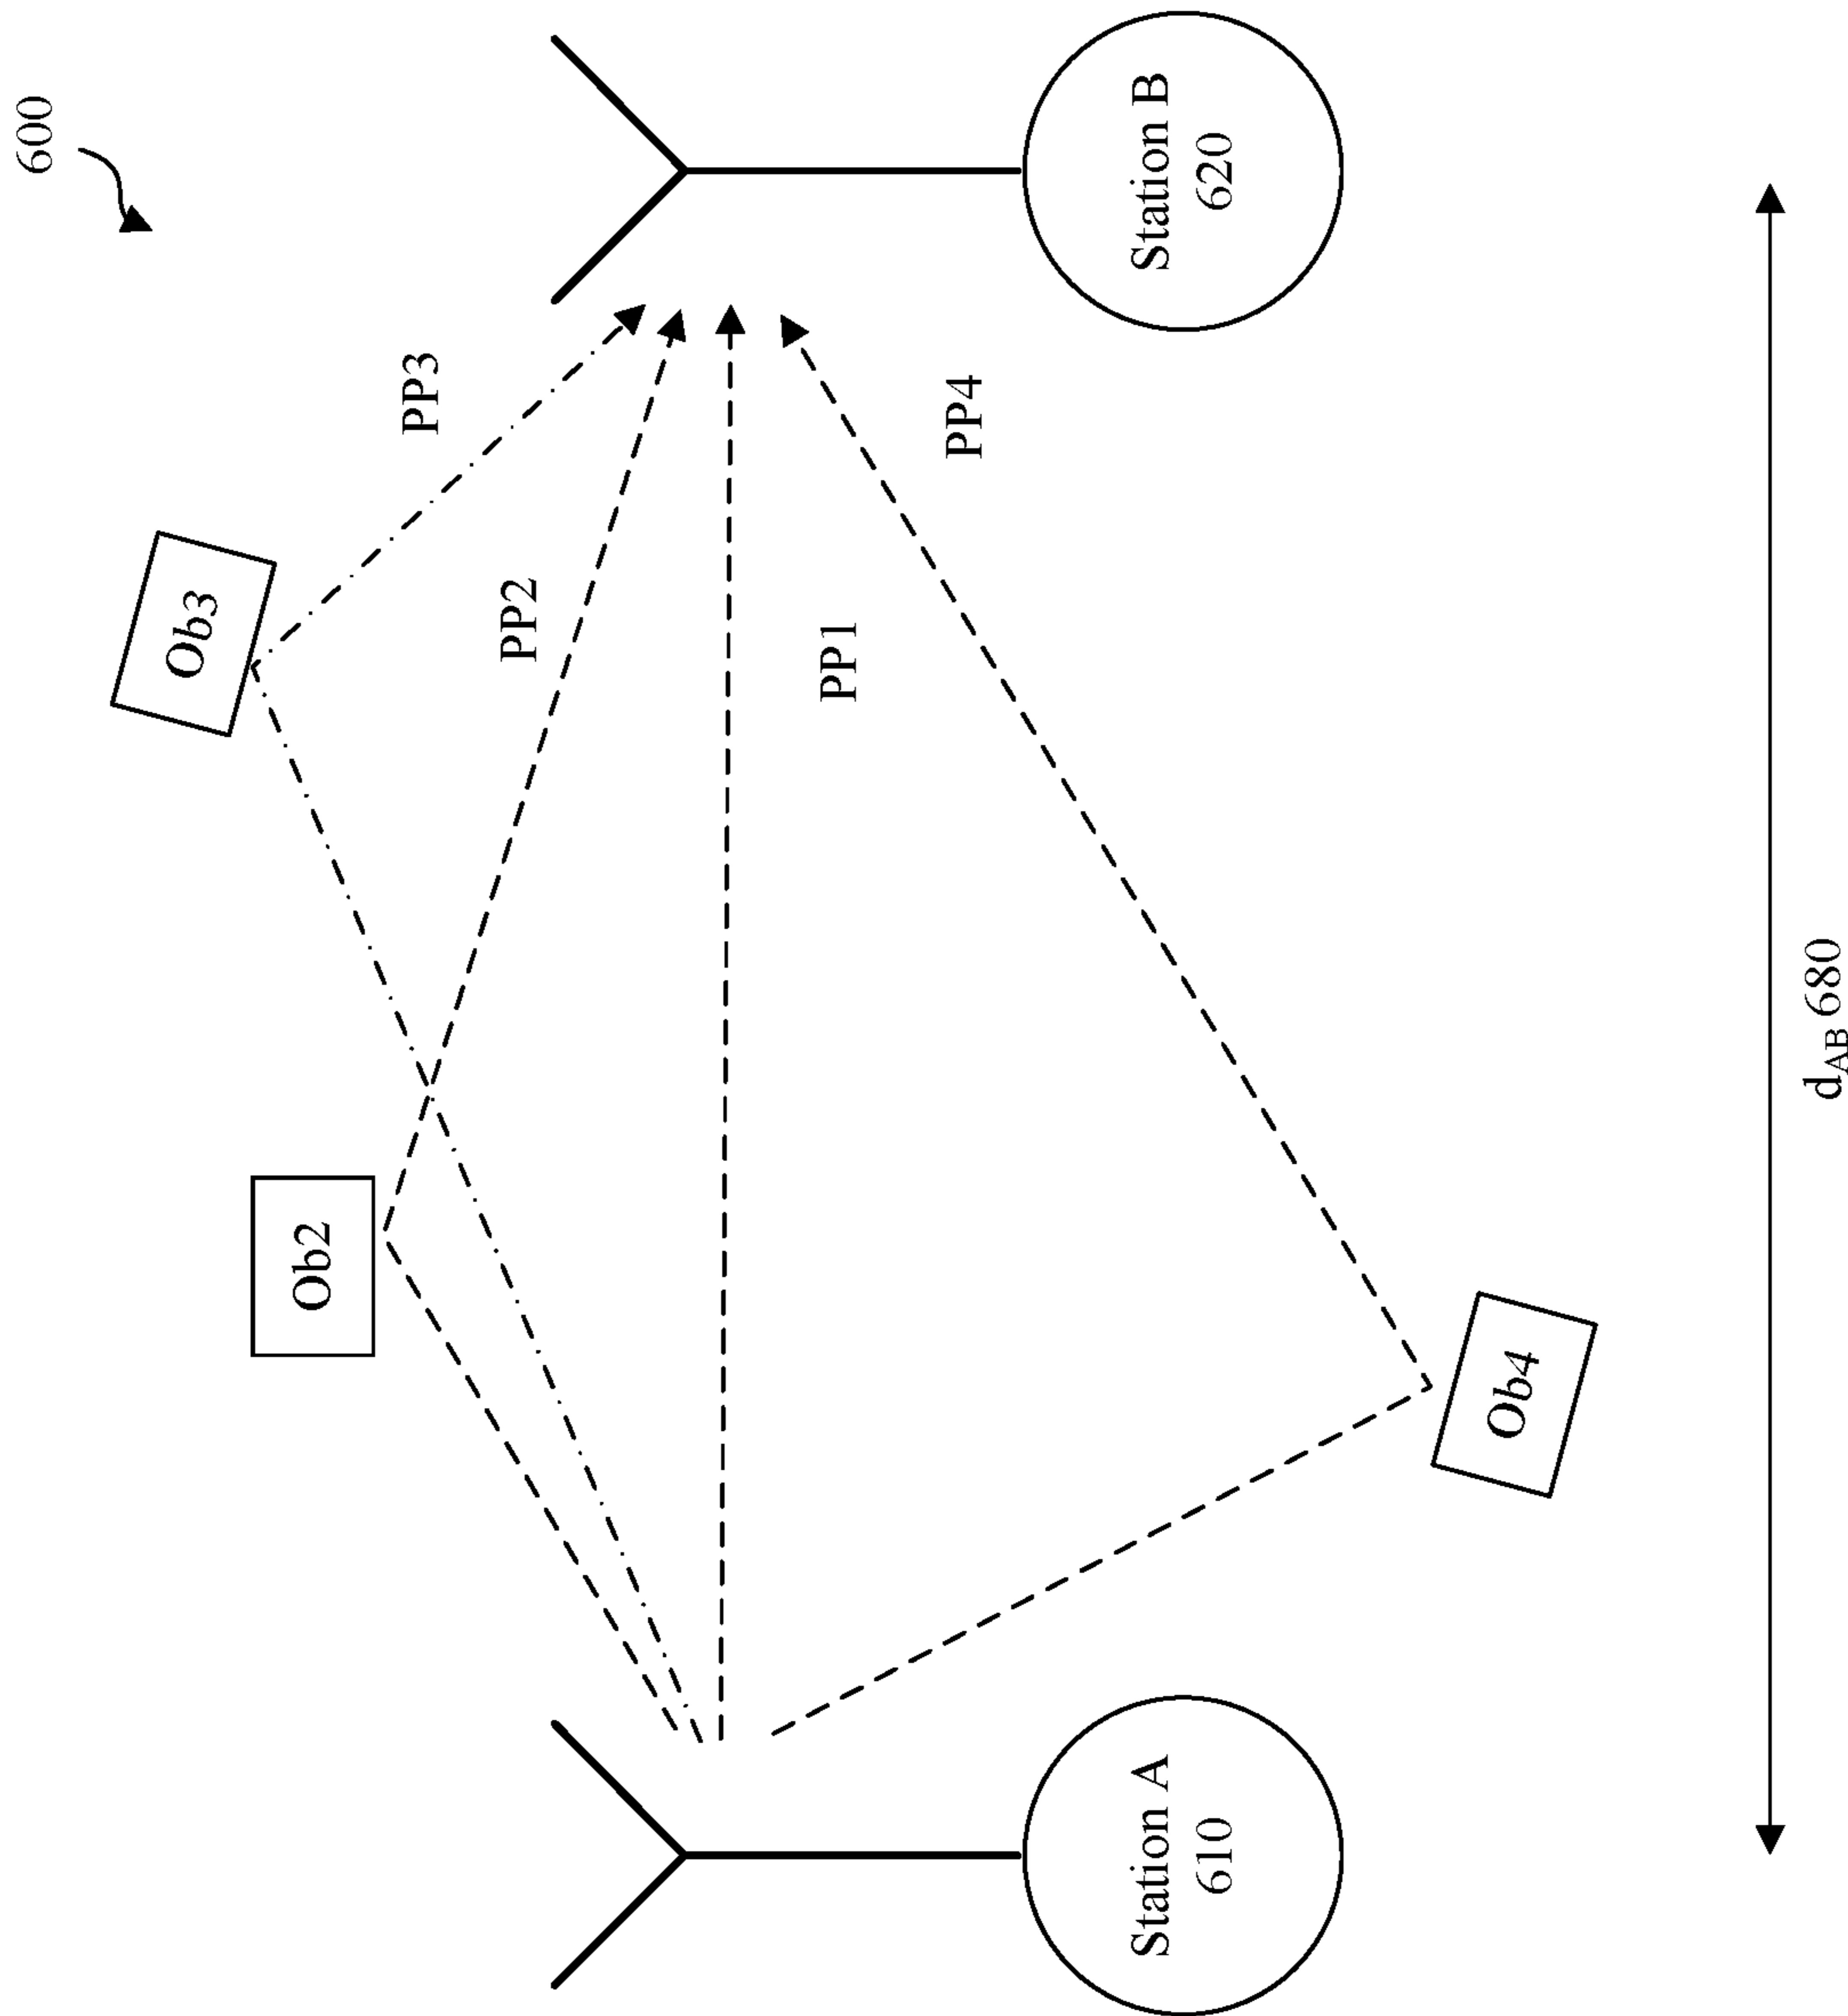 600
Ob3
PP3
Ob2
PP2
PP1
PP4
Station A
610
Station B
620
Ob4
dAB 680